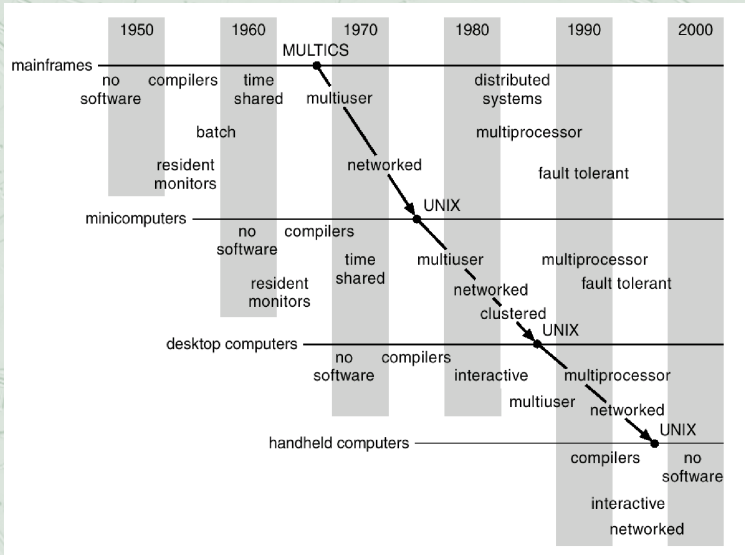 1950 1960 1970 1980 1990 2000
MULTICS
mainframes
no compilers time distributed
software shared multiuser systems
batch multiprocessor
resident networked fault tolerant
monitors
minicomputers UNIX
no compilers
software time multiuser multiprocessor
shared
resident networked fault tolerant
monitors
clustered
desktop computers UNIX
no compilers
software interactive multiprocessor
multiuser networked
handheld computers UNIX
compilers no
software
interactive
networked